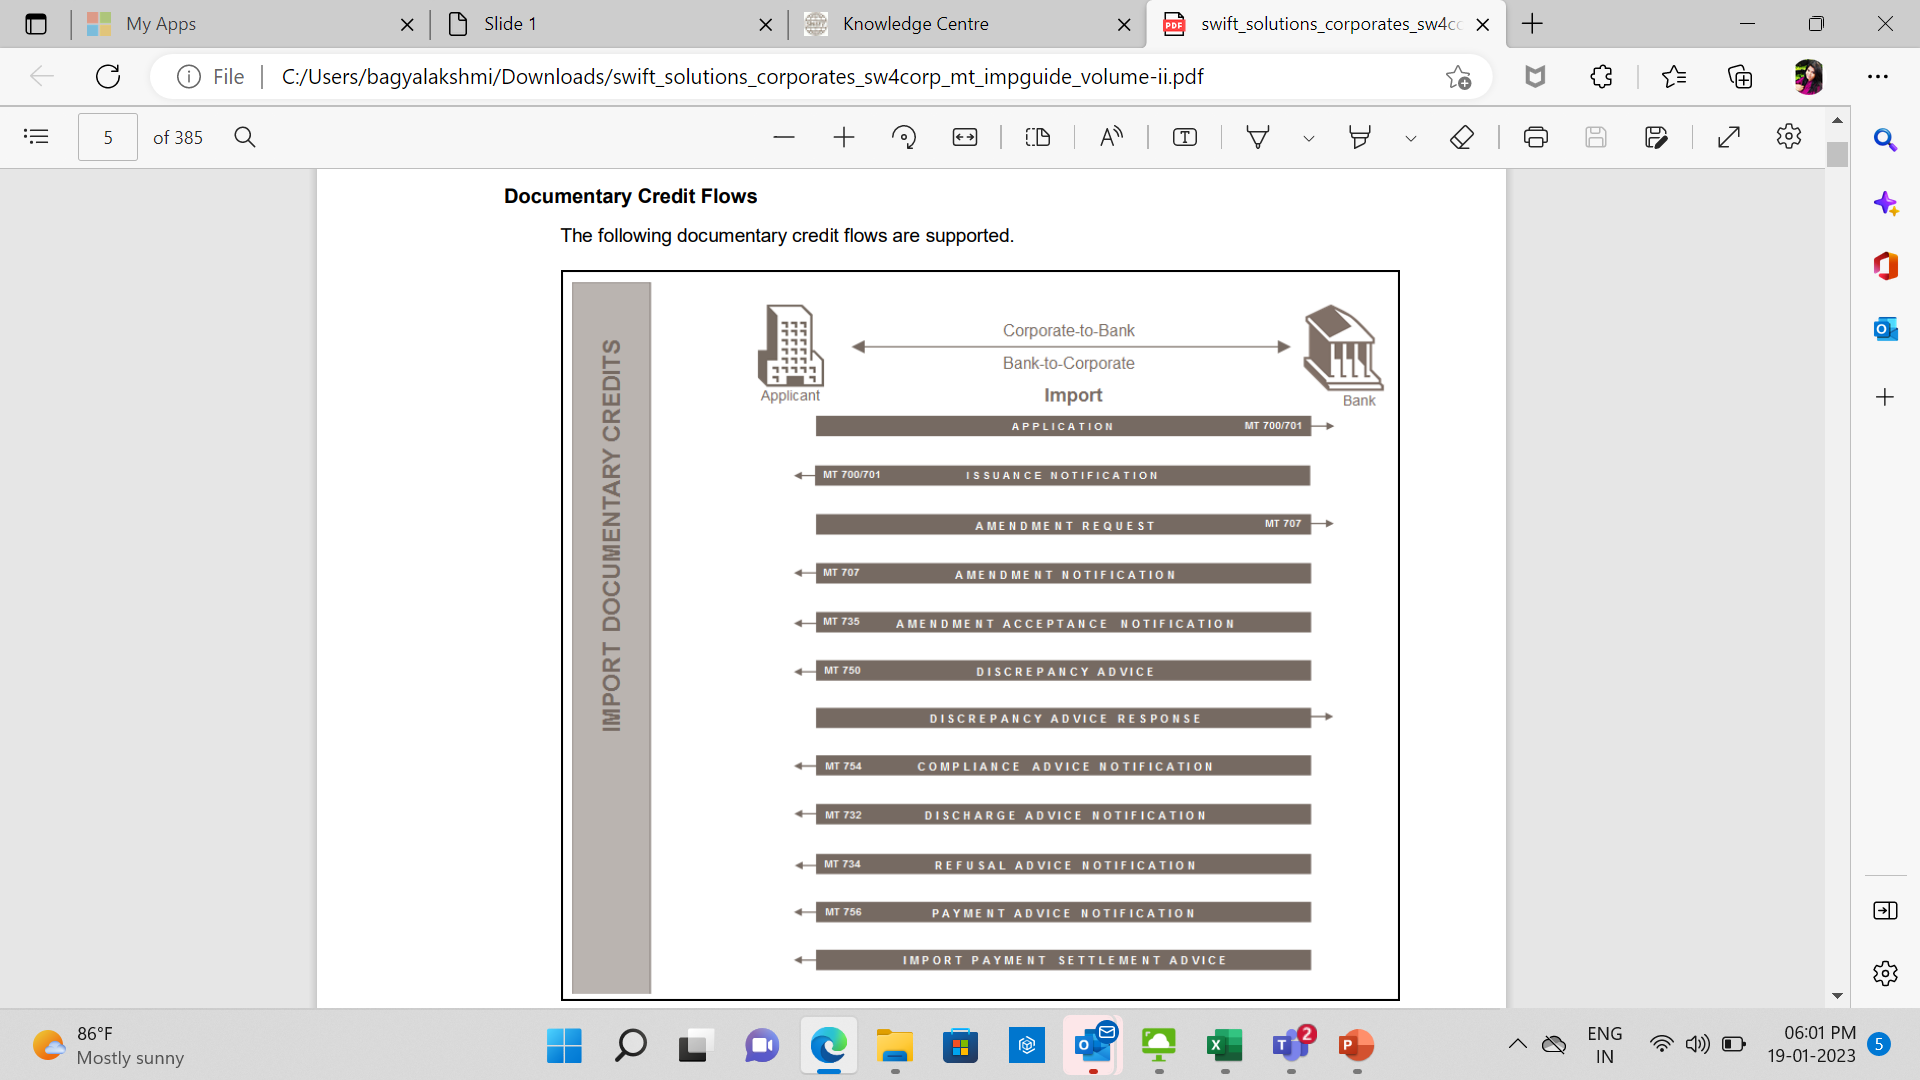 My Apps
Slide 1
Knowledge Centre
swift_solutions_corporates_sw4cc
File
C:/Users/bagyalakshmi/Downloads/swift_solutions_corporates_sw4corp_mt_impguide_volume-ii.pdf
5 of 385
Documentary Credit Flows
The following documentary credit flows are supported.
IMPORT DOCUMENTARY CREDITS
Corporate-to-Bank
Bank-to-Corporate
Applicant
Import
Bank
APPLICATION MT 700/701
MT 700/701 ISSUANCE NOTIFICATION
AMENDMENT REQUEST MT 707
MT 707 AMENDMENT NOTIFICATION
MT 735 AMENDMENT ACCEPTANCE NOTIFICATION
MT 750 DISCREPANCY ADVICE
DISCREPANCY ADVICE RESPONSE
MT 754 COMPLIANCE ADVICE NOTIFICATION
MT 732 DISCHARGE ADVICE NOTIFICATION
MT 734 REFUSAL ADVICE NOTIFICATION
MT 756 PAYMENT ADVICE NOTIFICATION
IMPORT PAYMENT SETTLEMENT ADVICE
86°F
Mostly sunny
2
ENG
IN
06:01 PM
19-01-2023
5